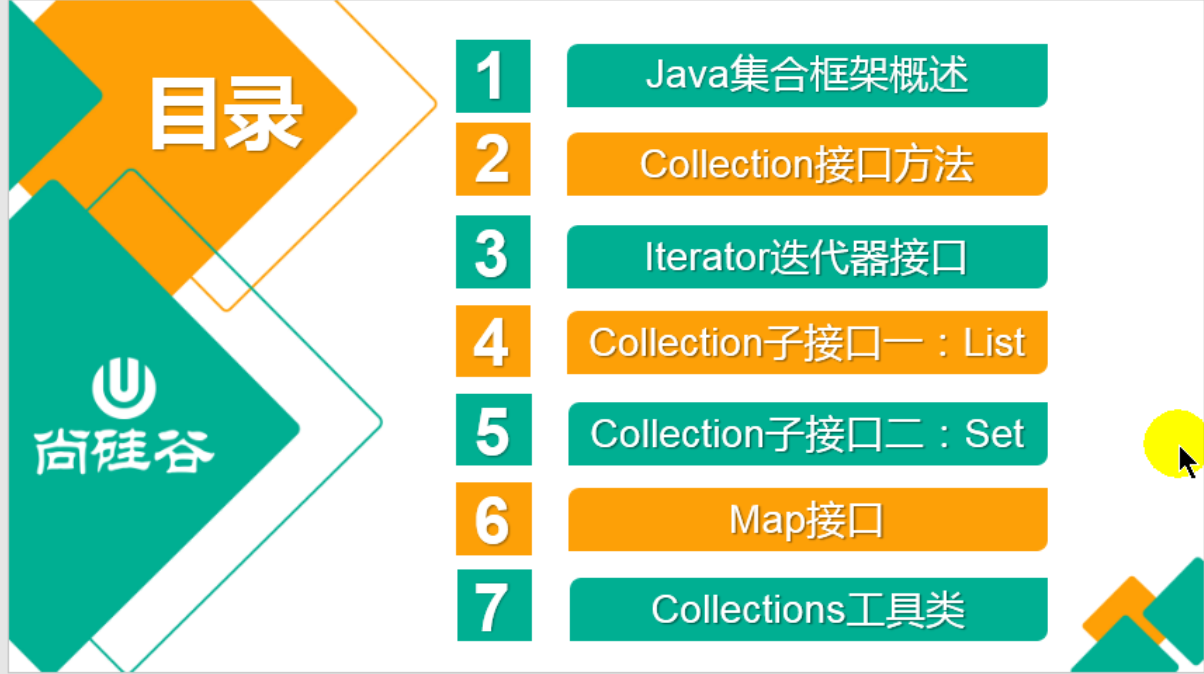 目录
1
Java集合框架概述
2
Collection接口方法
3
Iterator迭代器接口
4
Collection子接口一：List
5
Collection子接口二：Set
6
Map接口
7
Collections工具类
尚硅谷